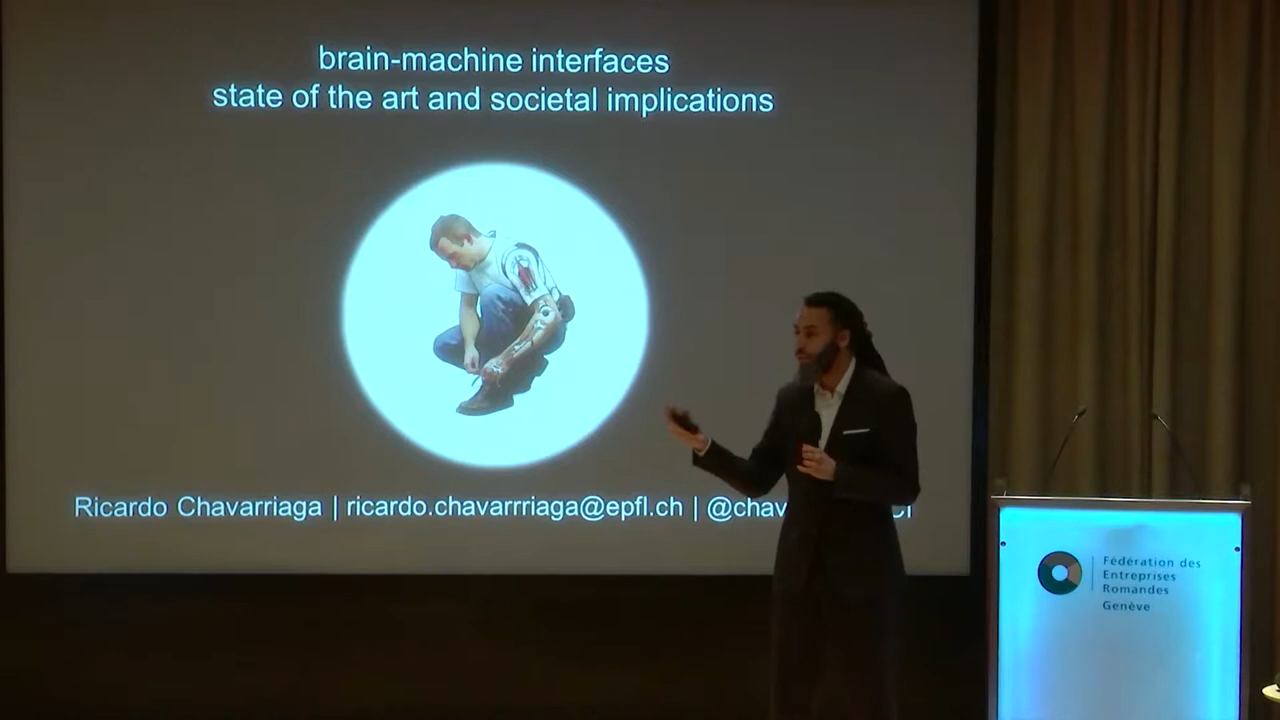 brain-machine interfaces
state of the art and societal implications
Ricardo Chavarriaga | ricardo.chavarrriaga@epfl.ch | @chav
Fédération des
Entreprises
Romandes
Genève